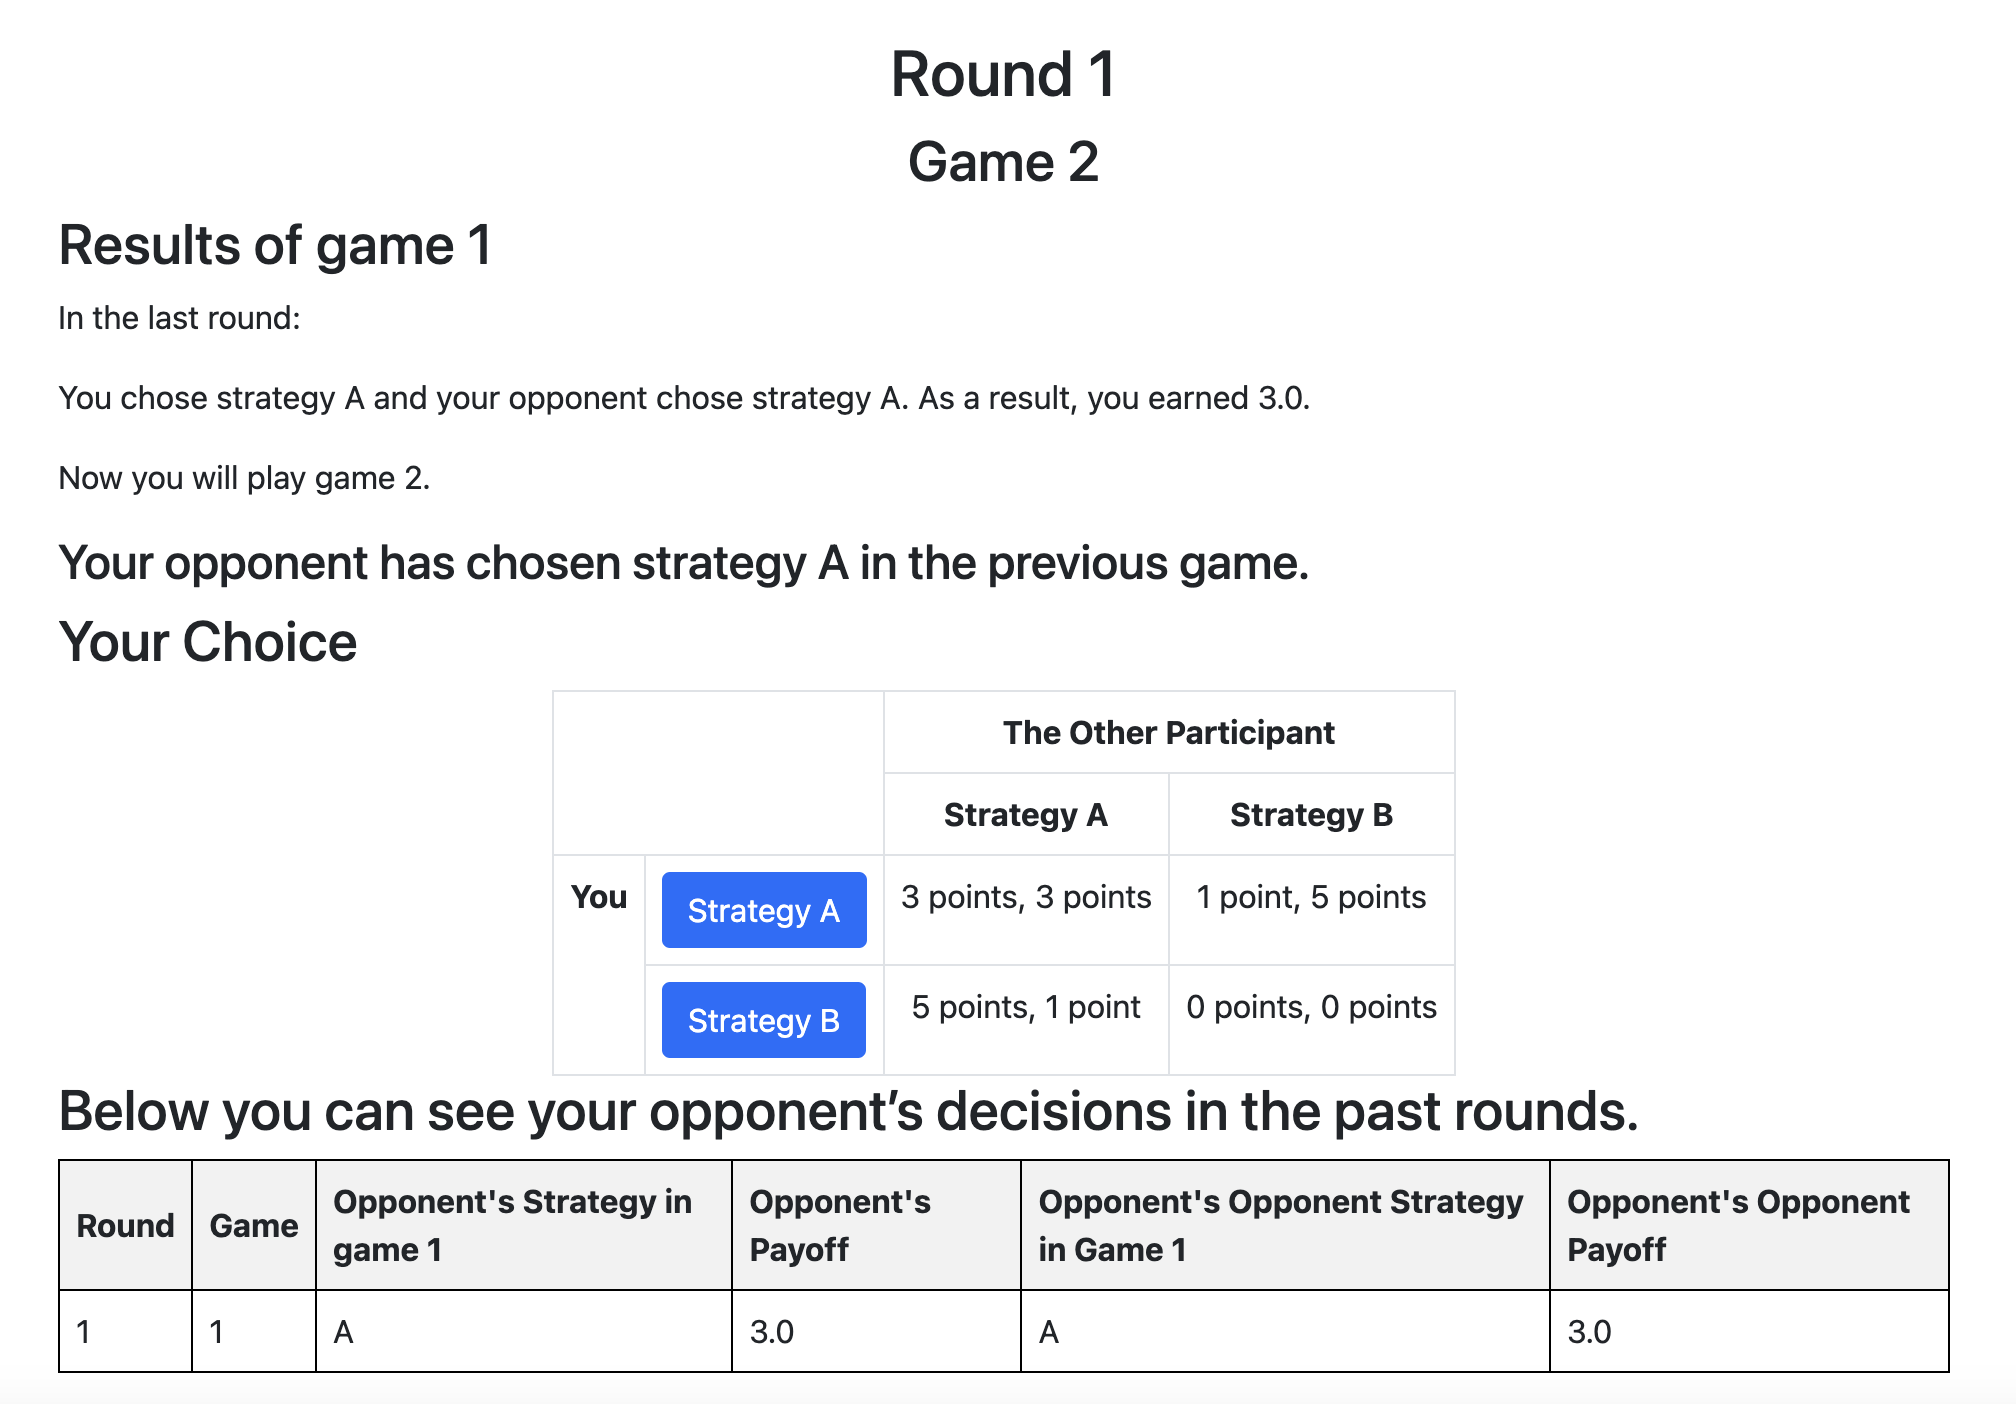 Round 1
Game 2
Results of game 1
In the last round:
You chose strategy A and your opponent chose strategy A. As a result, you earned 3.0.
Now you will play game 2.
Your opponent has chosen strategy A in the previous game.
Your Choice
The Other Participant
Strategy A Strategy B
You Strategy A 3 points, 3 points 1 point, 5 points
Strategy B 5 points, 1 point 0 points, 0 points
Below you can see your opponent’s decisions in the past rounds.
Round Game Opponent's Strategy in game 1 Opponent's Payoff Opponent's Opponent Strategy in Game 1 Opponent's Opponent Payoff
1 1 A 3.0 A 3.0